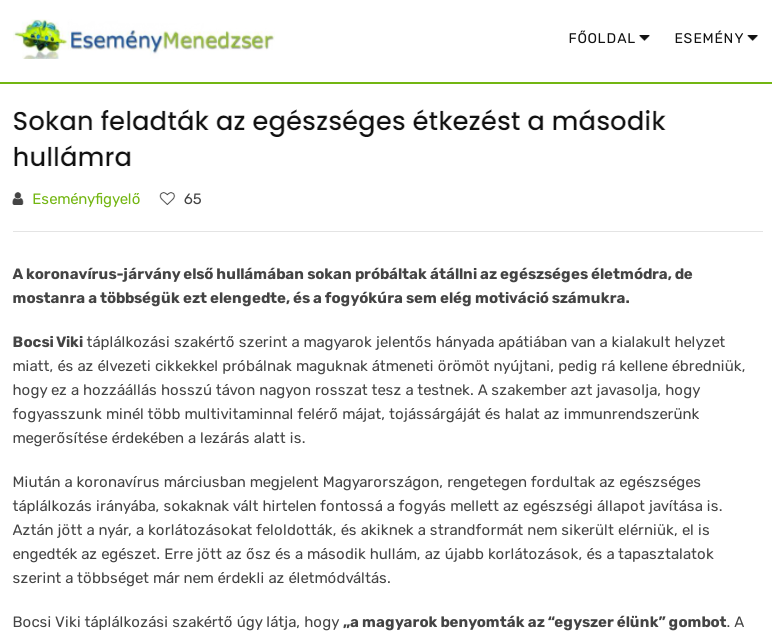 EseményMenedzser
FŐOLDAL
ESEMÉNY
Sokan feladták az egészséges étkezést a második
hullámra
Eseményfigyelő 65
A koronavírus-járvány első hullámában sokan próbáltak átállni az egészséges életmódra, de
mostanra a többségük ezt elengedte, és a fogyókúra sem elég motiváció számukra.
Bocsi Viki táplálkozási szakértő szerint a magyarok jelentős hányada apátiában van a kialakult helyzet
miatt, és az élvezeti cikkekkel próbálnak maguknak átmeneti örömöt nyújtani, pedig rá kellene ébredniük,
hogy ez a hozzáállás hosszú távon nagyon rosszat tesz a testnek. A szakember azt javasolja, hogy
fogyasszunk minél több multivitaminnal felérő májat, tojássárgáját és halat az immunrendszerünk
megerősítése érdekében a lezárás alatt is.
Miután a koronavírus márciusban megjelent Magyarországon, rengetegen fordultak az egészséges
táplálkozás irányába, sokaknak vált hirtelen fontossá a fogyás mellett az egészségi állapot javítása is.
Aztán jött a nyár, a korlátozásokat feloldották, és akiknek a strandformát nem sikerült elérniük, el is
engedték az egészet. Erre jött az ősz és a második hullám, az újabb korlátozások, és a tapasztalatok
szerint a többséget már nem érdekli az életmódváltás.
Bocsi Viki táplálkozási szakértő úgy látja, hogy „a magyarok benyomták az “egyszer élünk” gombot. A